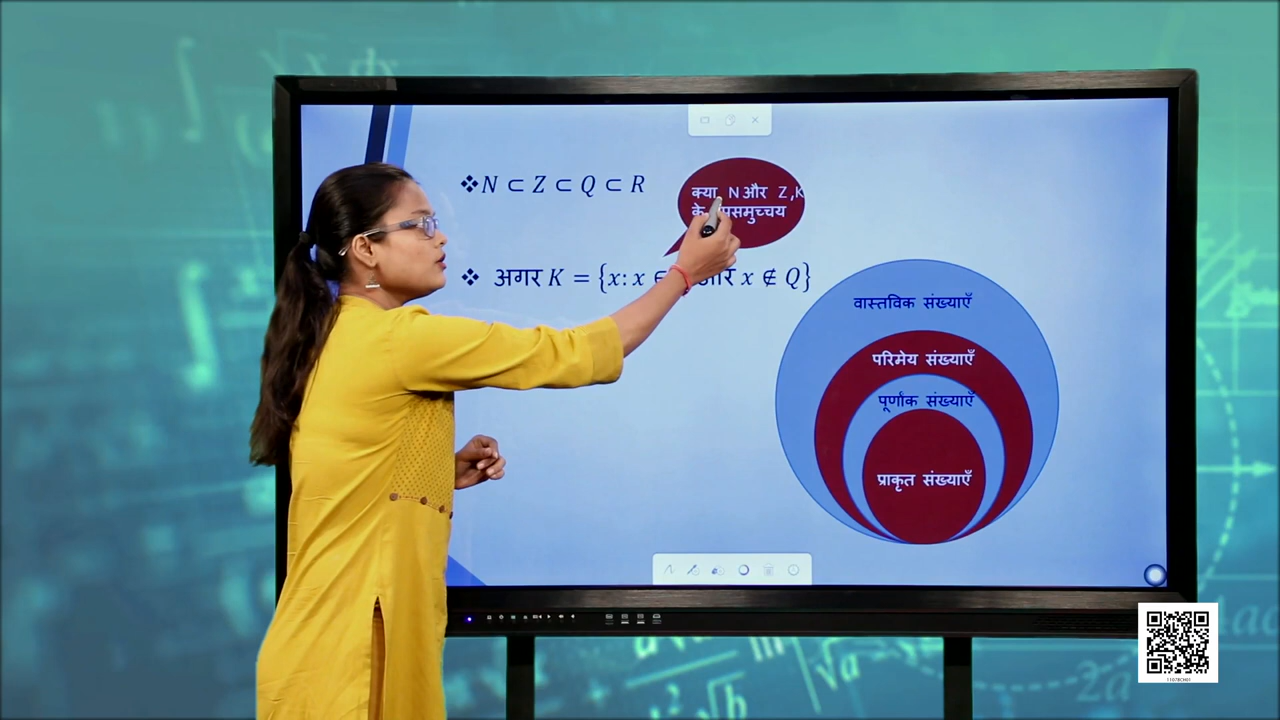 ❖N ⊂ Z ⊂ Q ⊂ R
क्या N और Z,K
के
❖ अगर K = {x: x ∈ और x ∉ Q}
वास्तविक संख्याएँ
परिमेय संख्याएँ
पूर्णांक संख्याएँ
प्राकृत संख्याएँ